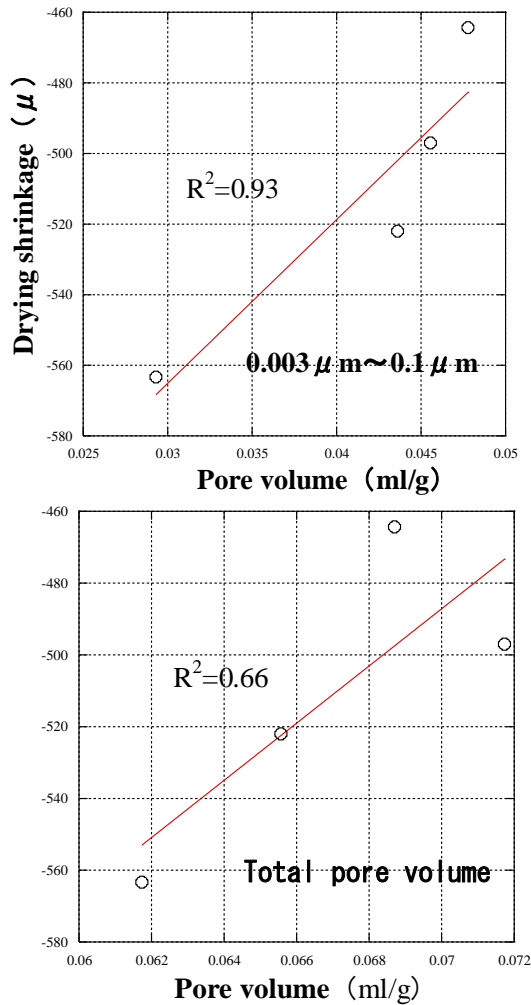 -460
-480
-500
-520
-540
-560
-580
Drying shrinkage (μ)
R²=0.93
0.003μm～0.1μm
0.025 0.03 0.035 0.04 0.045 0.05
Pore volume (ml/g)
-460
-480
-500
-520
-540
-560
-580
R²=0.66
Total pore volume
0.06 0.062 0.064 0.066 0.068 0.07 0.072
Pore volume (ml/g)